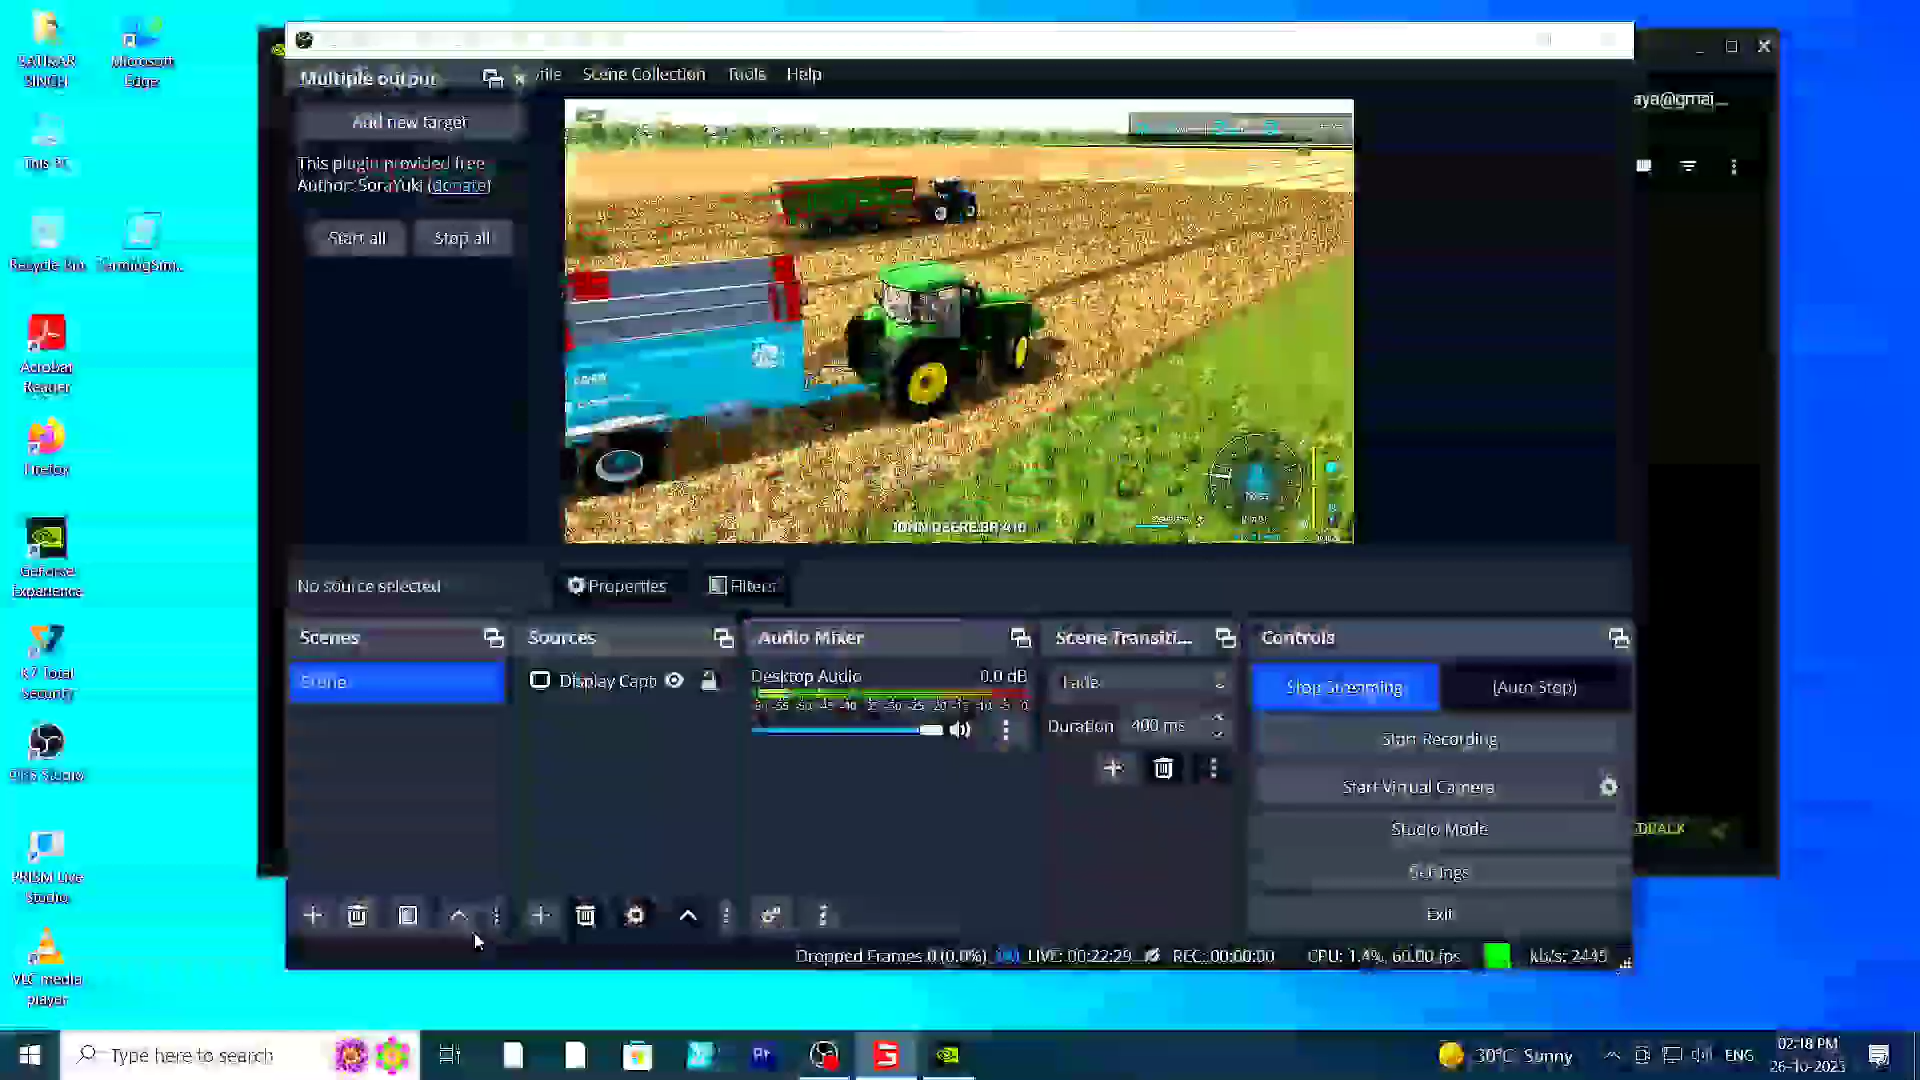 Microsoft
Edge
This PC
Recycle Bin
Acrobat
Reader
Firefox
GeForce
Experience
K7 Total
Security
OBS Studio
PRISM Live
Studio
VLC media
player
Multiple output
Scene Collection
Tools
Help
Add new target
This plugin provided free
Author: SoraYuki (donate)
Start all
Stop all
aya@gmai...
JOHN DEERE 8R 410
No source selected
Properties
Filters
Scenes
Sources
Audio Mixer
Scene Transiti...
Controls
Scene
Display Capt
Desktop Audio
0.0 dB
Fade
Duration
400 ms
Stop Streaming
(Auto Stop)
Start Recording
Start Virtual Camera
Studio Mode
Settings
Exit
Dropped Frames 0 (0.0%)
LIVE: 00:22:29
REC: 00:00:00
CPU: 1.4%, 60.00 fps
kb/s: 2445
Type here to search
Pr
30°C Sunny
ENG
02:18 PM
26-10-2023